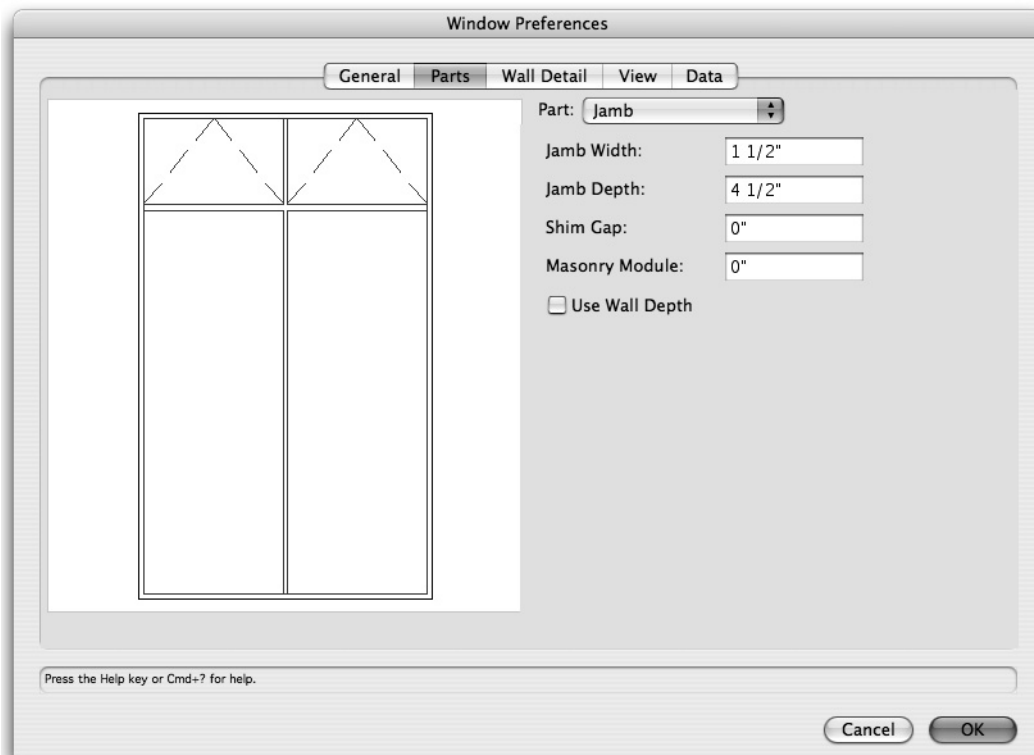 Window Preferences
General Parts Wall Detail View Data
Part: Jamb
Jamb Width: 1 1/2"
Jamb Depth: 4 1/2"
Shim Gap: 0"
Masonry Module: 0"
Use Wall Depth
Press the Help key or Cmd+? for help.
Cancel OK